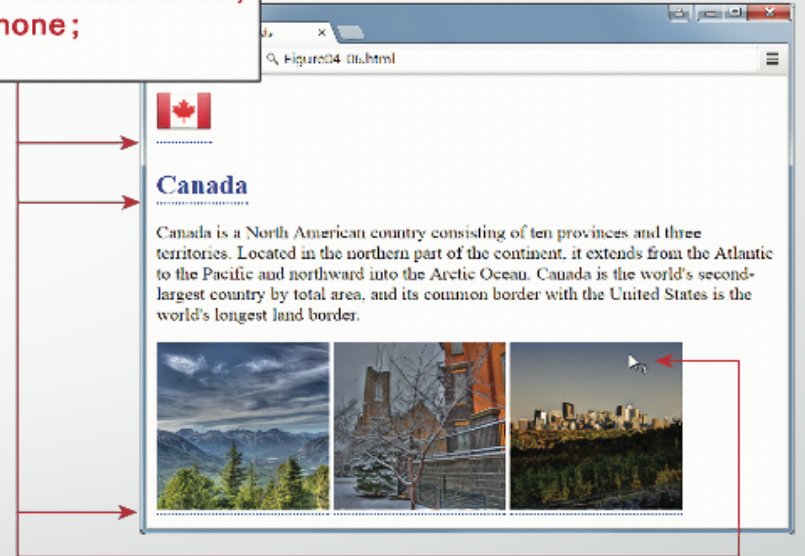 none;
Figure04-06.html
Canada
Canada is a North American country consisting of ten provinces and three
territories. Located in the northern part of the continent, it extends from the Atlantic
to the Pacific and northward into the Arctic Ocean. Canada is the world's second-
largest country by total area, and its common border with the United States is the
world's longest land border.